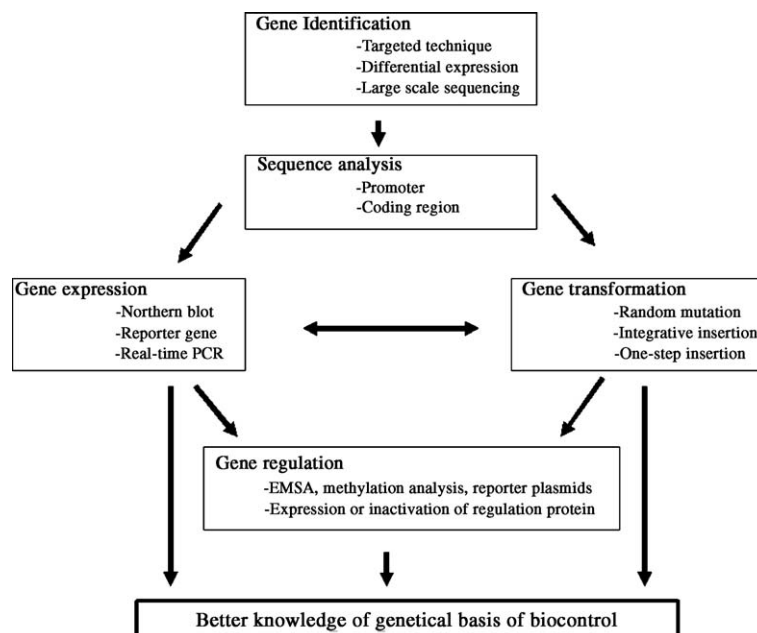 Gene Identification
-Targeted technique
-Differential expression
-Large scale sequencing
Sequence analysis
-Promoter
-Coding region
Gene expression
-Northern blot
-Reporter gene
-Real-time PCR
Gene transformation
-Random mutation
-Integrative insertion
-One-step insertion
Gene regulation
-EMSA, methylation analysis, reporter plasmids
-Expression or inactivation of regulation protein
Better knowledge of genetical basis of biocontrol